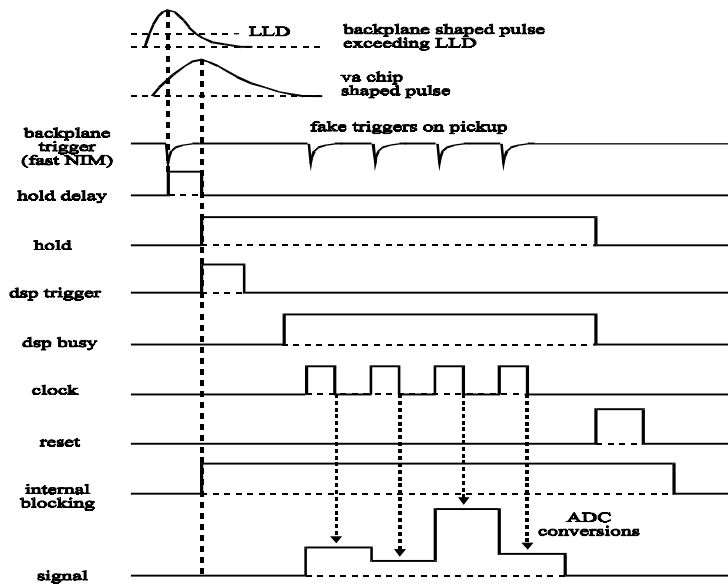 LLD
backplane shaped pulse
exceeding LLD
va chip
shaped pulse
backplane
trigger
(fast NIM)
fake triggers on pickup
hold delay
hold
dsp trigger
dsp busy
clock
reset
internal
blocking
ADC
conversions
signal